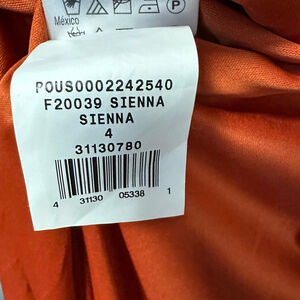 México
POUS0002242540
F20039 SIENNA
SIENNA
4
31130780
4 31130 05338 1